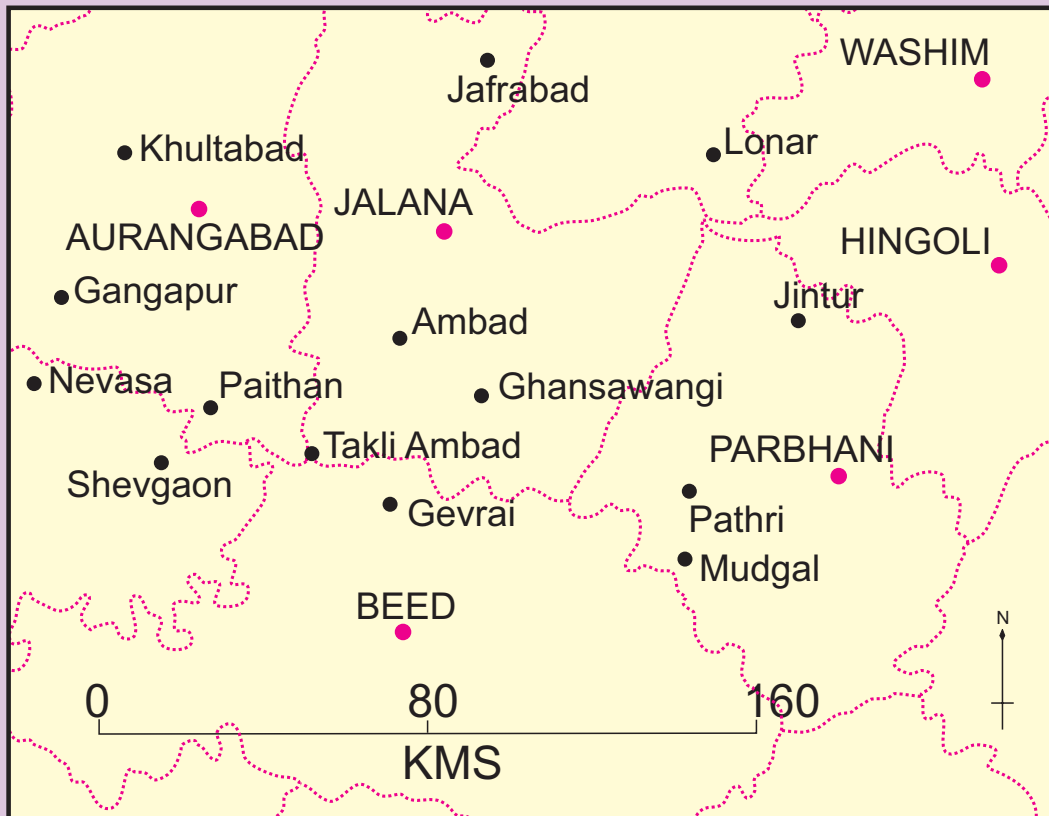 WASHIM
Jafrabad
Lonar
Khultabad
JALANA
AURANGABAD
HINGOLI
Gangapur
Jintur
Ambad
Nevasa
Paithan
Ghansawangi
Takli Ambad
PARBHANI
Shevgaon
Gevrai
Pathri
Mudgal
BEED
N
0 80 160
KMS